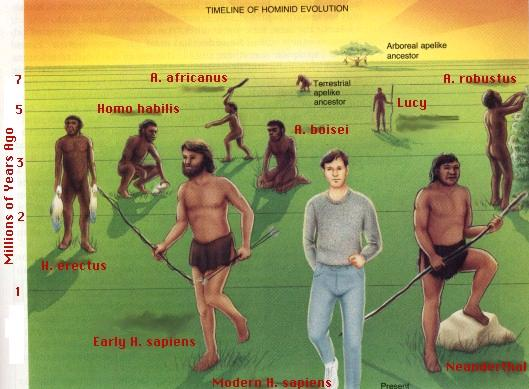 TIMELINE OF HOMINID EVOLUTION
Arboreal apelike
ancestor
7
A. africanus
Terrestrial
apelike
ancestor
A. robustus
Lucy
5
Homo habilis
A. boisei
Millions of Years Ago
3
2
H. erectus
1
Early H. sapiens
Neanderthal
Modern H. sapiens
Present